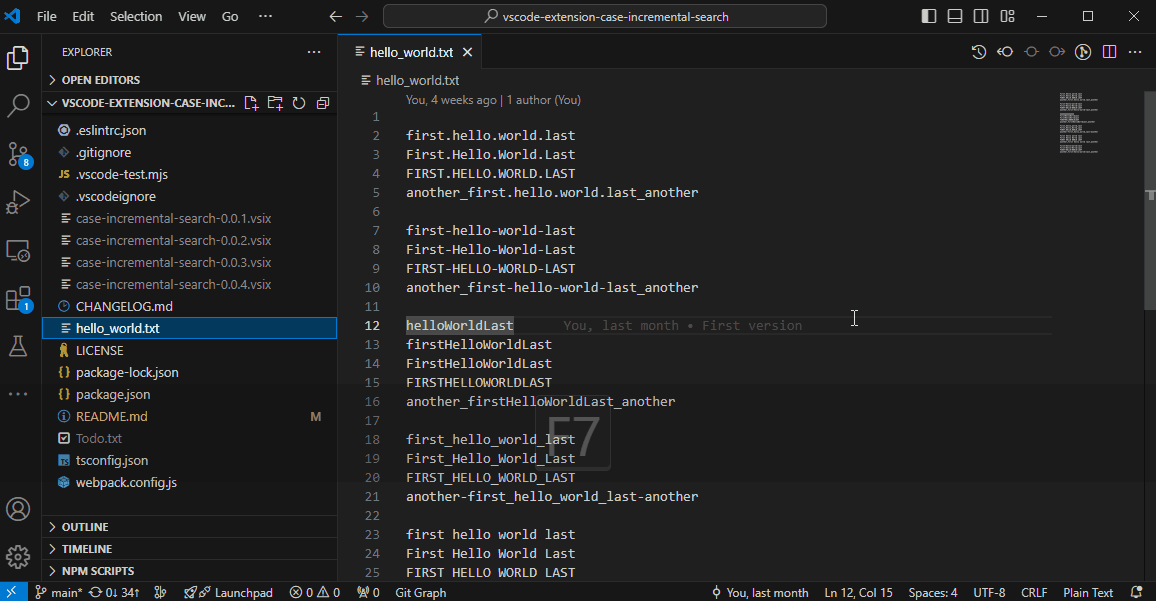 File Edit Selection View Go ··· vscode-extension-case-incremental-search
EXPLORER ···
OPEN EDITORS
VSCODE-EXTENSION-CASE-INC...
.eslintrc.json
.gitignore
JS .vscode-test.mjs
.vscodeignore
case-incremental-search-0.0.1.vsix
case-incremental-search-0.0.2.vsix
case-incremental-search-0.0.3.vsix
case-incremental-search-0.0.4.vsix
CHANGELOG.md
hello_world.txt
LICENSE
{} package-lock.json
{} package.json
README.md M
Todo.txt
TS tsconfig.json
webpack.config.js
OUTLINE
TIMELINE
NPM SCRIPTS
8
1
hello_world.txt
hello_world.txt
You, 4 weeks ago | 1 author (You)
1
2 first.hello.world.last
3 First.Hello.World.Last
4 FIRST.HELLO.WORLD.LAST
5 another_first.hello.world.last_another
6
7 first-hello-world-last
8 First-Hello-World-Last
9 FIRST-HELLO-WORLD-LAST
10 another_first-hello-world-last_another
11
12 helloWorldLast You, last month • First version
13 firstHelloWorldLast
14 FirstHelloWorldLast
15 FIRSTHELLOWORLDLAST
16 another_firstHelloWorldLast_another
17
18 first_hello_world_last
19 First_Hello_World_Last
20 FIRST_HELLO_WORLD_LAST
21 another-first_hello_world_last-another
22
23 first hello world last
24 First Hello World Last
25 FIRST HELLO WORLD LAST
F7
main* 0↓ 34↑ Launchpad 0 0 0 Git Graph You, last month Ln 12, Col 15 Spaces: 4 UTF-8 CRLF Plain Text